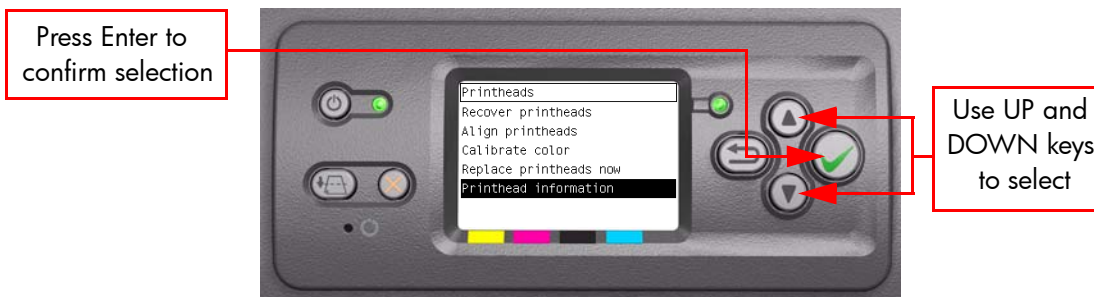 Press Enter to
confirm selection
Printheads
Recover printheads
Align printheads
Calibrate color
Replace printheads now
Printhead information
Use UP and
DOWN keys
to select